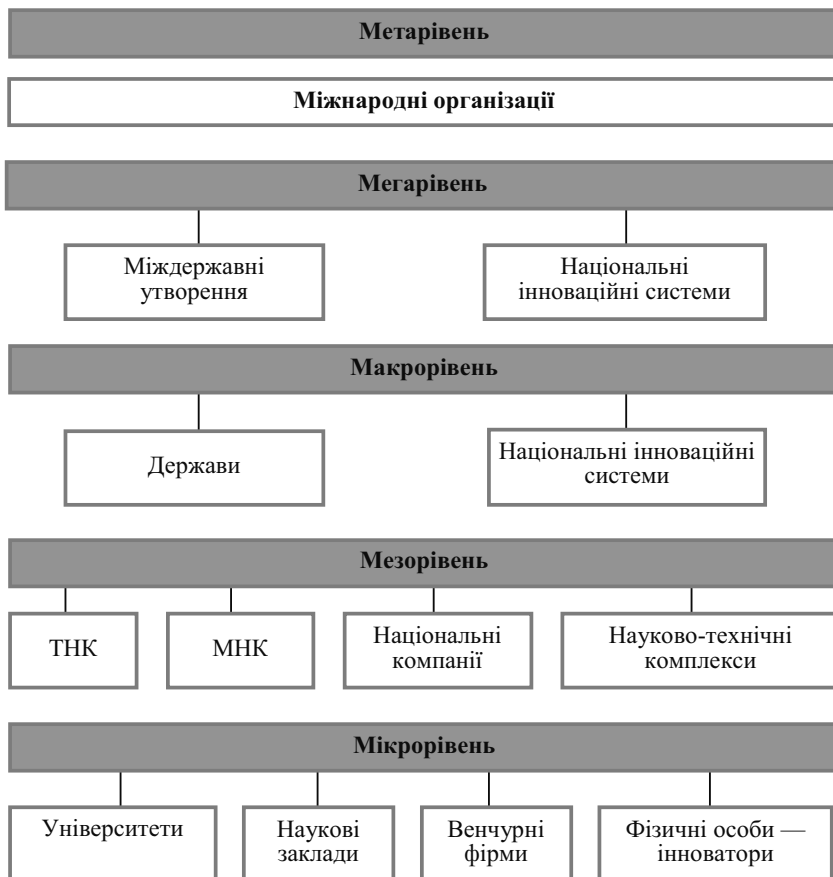 Метарівень
Міжнародні організації
Мегарівень
Міждержавні
утворення
Національні
інноваційні системи
Макрорівень
Держави
Національні інноваційні
системи
Мезорівень
ТНК
МНК
Національні
компанії
Науково-технічні
комплекси
Мікрорівень
Університети
Наукові
заклади
Венчурні
фірми
Фізичні особи —
інноватори